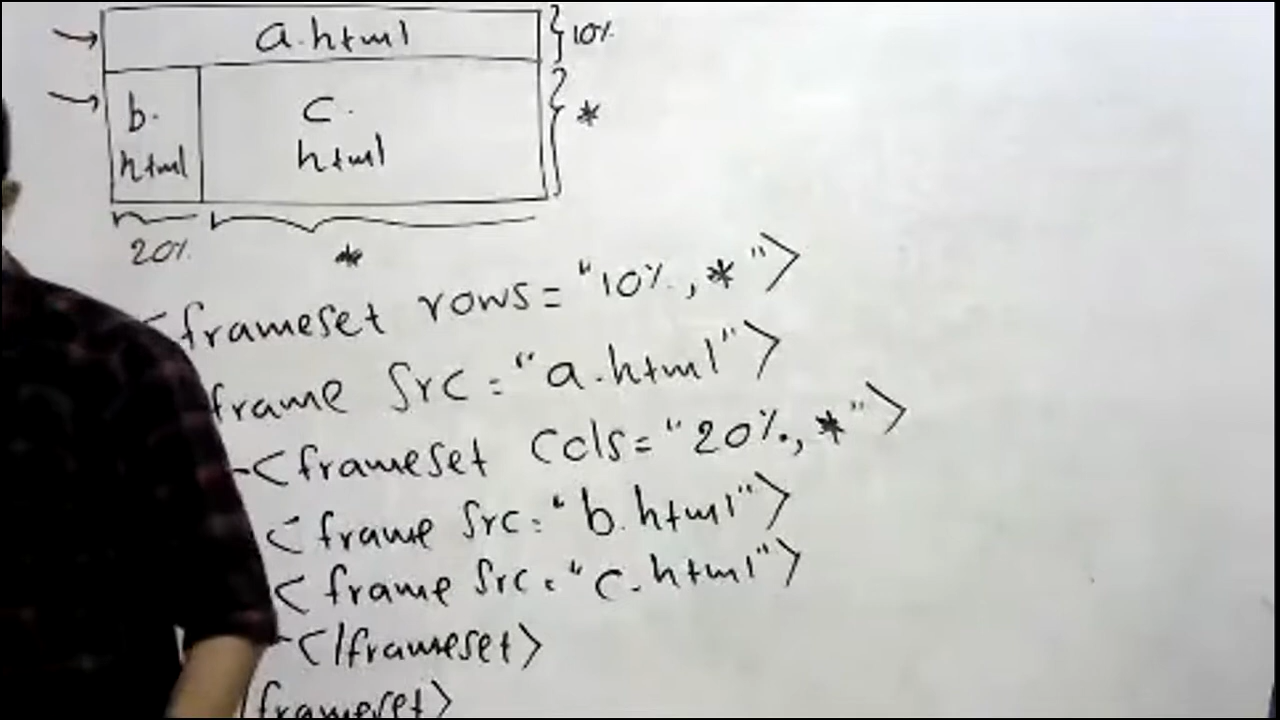 a.html 10%
b. c. *
html html
20% *
<frameset rows="10%,*">
frame src="a.html">
<frameset cols="20%,*">
<frame src="b.html">
<frame src="c.html">
</frameset>
/frameset>